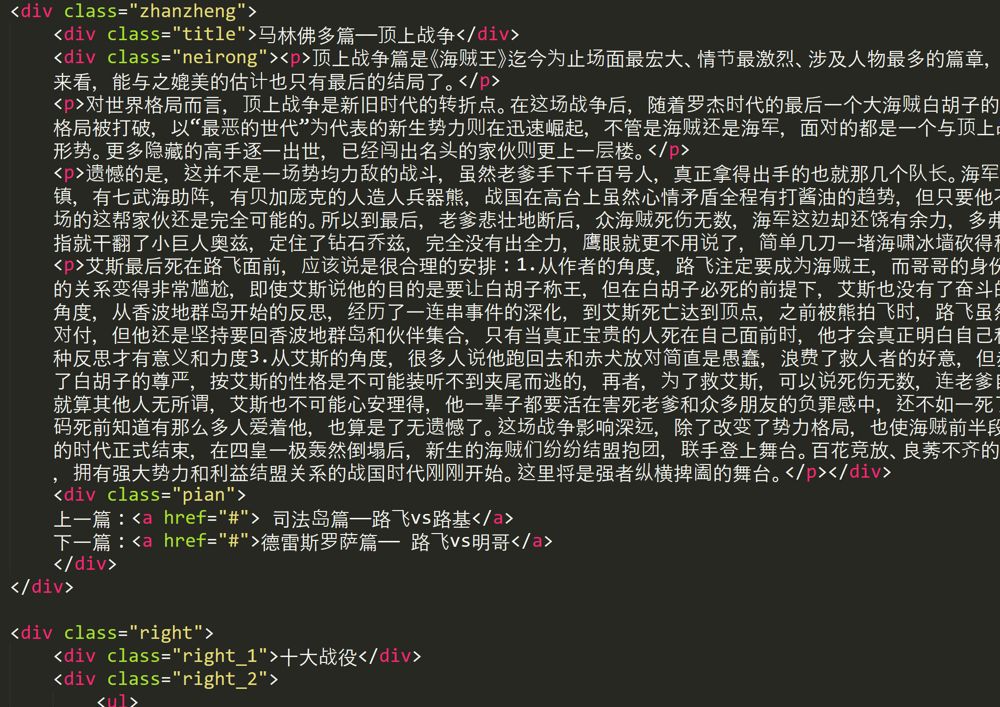 <div class="zhanzheng">
<div class="title">马林佛多篇——顶上战争</div>
<div class="neirong"><p>顶上战争篇是《海贼王》迄今为止场面最宏大、情节最激烈、涉及人物最多的篇章，
来看，能与之媲美的估计也只有最后的结局了。</p>
<p>对世界格局而言，顶上战争是新旧时代的转折点。在这场战争后，随着罗杰时代的最后一个大海贼白胡子的
格局被打破，以“最恶的世代”为代表的新生势力则在迅速崛起，不管是海贼还是海军，面对的都是一个与顶上
形势。更多隐藏的高手逐一出世，已经闯出名头的家伙则更上一层楼。</p>
<p>遗憾的是，这并不是一场势均力敌的战斗，虽然老爹手下千百号人，真正拿得出手的也就那几个队长。海军
镇，有七武海助阵，有贝加庞克的人造人兵器熊，战国在高台上虽然心情矛盾全程有打酱油的趋势，但只要他
场的这帮家伙还是完全可能的。所以到最后，老爹悲壮地断后，众海贼死伤无数，海军这边却还饶有余力，多弗
指就干翻了小巨人奥兹，定住了钻石乔兹，完全没有出全力，鹰眼就更不用说了，简单几刀一堵海啸冰墙砍得
<p>艾斯最后死在路飞面前，应该说是很合理的安排：1.从作者的角度，路飞注定要成为海贼王，而哥哥的身份
的关系变得非常尴尬，即使艾斯说他的目的是要让白胡子称王，但在白胡子必死的前提下，艾斯也没有了奋斗
角度，从香波地群岛开始的反思，经历了一连串事件的深化，到艾斯死亡达到顶点，之前被熊拍飞时，路飞虽然
对付，但他还是坚持要回香波地群岛和伙伴集合，只有当真正宝贵的人死在自己面前时，他才会真正明白自己
种反思才有意义和力度3.从艾斯的角度，很多人说他跑回去和赤犬放对简直是愚蠢，浪费了救人者的好意，但
了白胡子的尊严，按艾斯的性格是不可能装听不到夹尾而逃的，再者，为了救艾斯，可以说死伤无数，连老爹
就算其他人无所谓，艾斯也不可能心安理得，他一辈子都要活在害死老爹和众多朋友的负罪感中，还不如一死
码死前知道有那么多人爱着他，也算是了无遗憾了。这场战争影响深远，除了改变了势力格局，也使海贼前半段
的时代正式结束，在四皇一极轰然倒塌后，新生的海贼们纷纷结盟抱团，联手登上舞台。百花竞放、良莠不齐的
，拥有强大势力和利益结盟关系的战国时代刚刚开始。这里将是强者纵横捭阖的舞台。</p></div>
<div class="pian">
上一篇：<a href="#"> 司法岛篇——路飞vs路基</a>
下一篇：<a href="#">德雷斯罗萨篇—— 路飞vs明哥</a>
</div>
</div>
<div class="right">
<div class="right_1">十大战役</div>
<div class="right_2">
<ul>